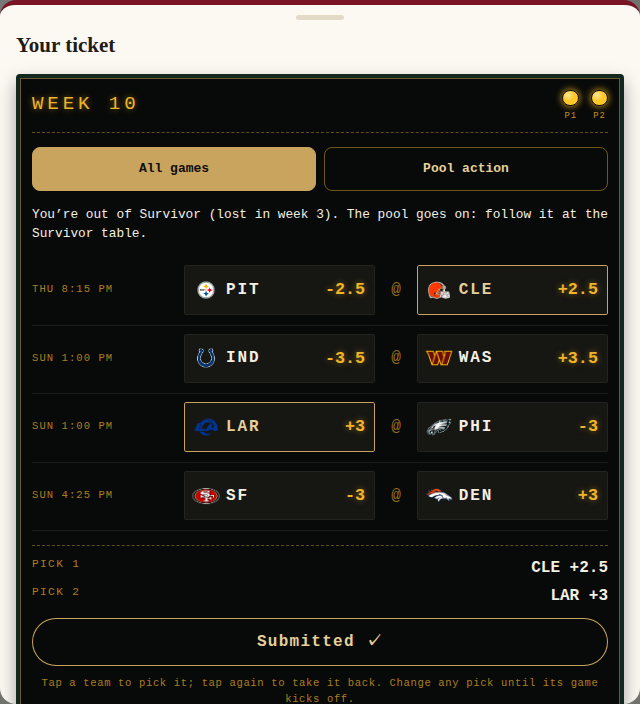 Your ticket
WEEK 10
P1 P2
All games Pool action
You’re out of Survivor (lost in week 3). The pool goes on: follow it at the
Survivor table.
THU 8:15 PM PIT -2.5 @ CLE +2.5
SUN 1:00 PM IND -3.5 @ WAS +3.5
SUN 1:00 PM LAR +3 @ PHI -3
SUN 4:25 PM SF -3 @ DEN +3
PICK 1 CLE +2.5
PICK 2 LAR +3
Submitted ✓
Tap a team to pick it; tap again to take it back. Change any pick until its game
kicks off.